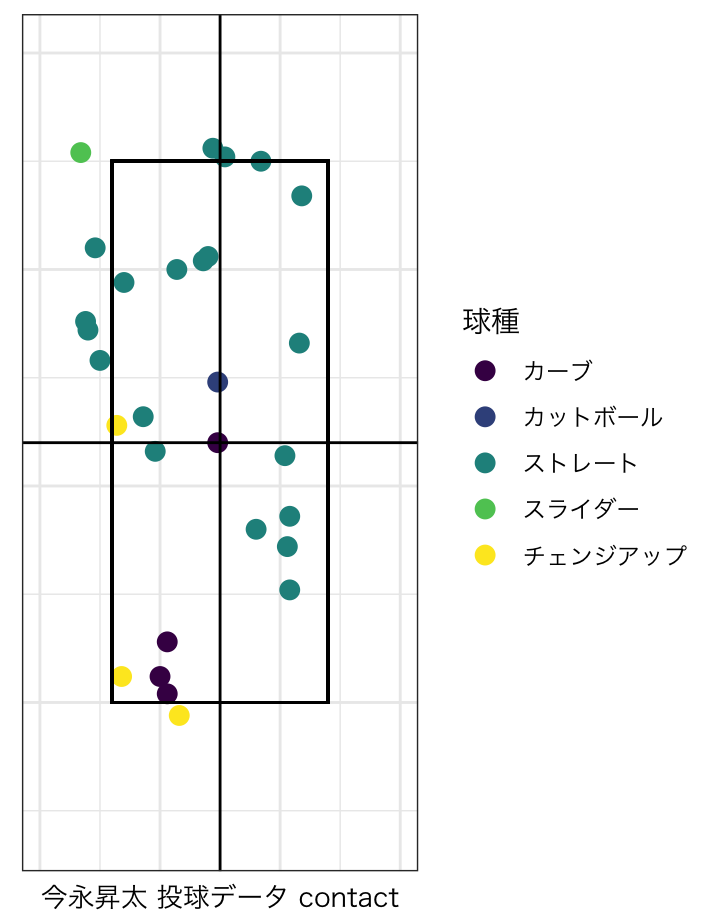 球種
カーブ
カットボール
ストレート
スライダー
チェンジアップ
今永昇太 投球データ contact